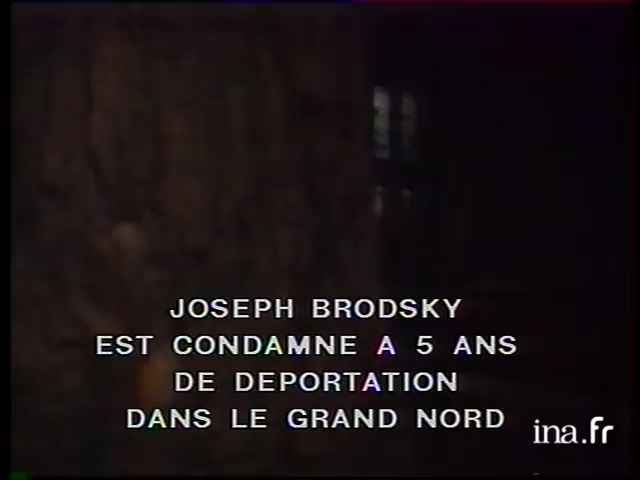 JOSEPH BRODSKY
EST CONDAMNE A 5 ANS
DE DEPORTATION
DANS LE GRAND NORD
ina.fr